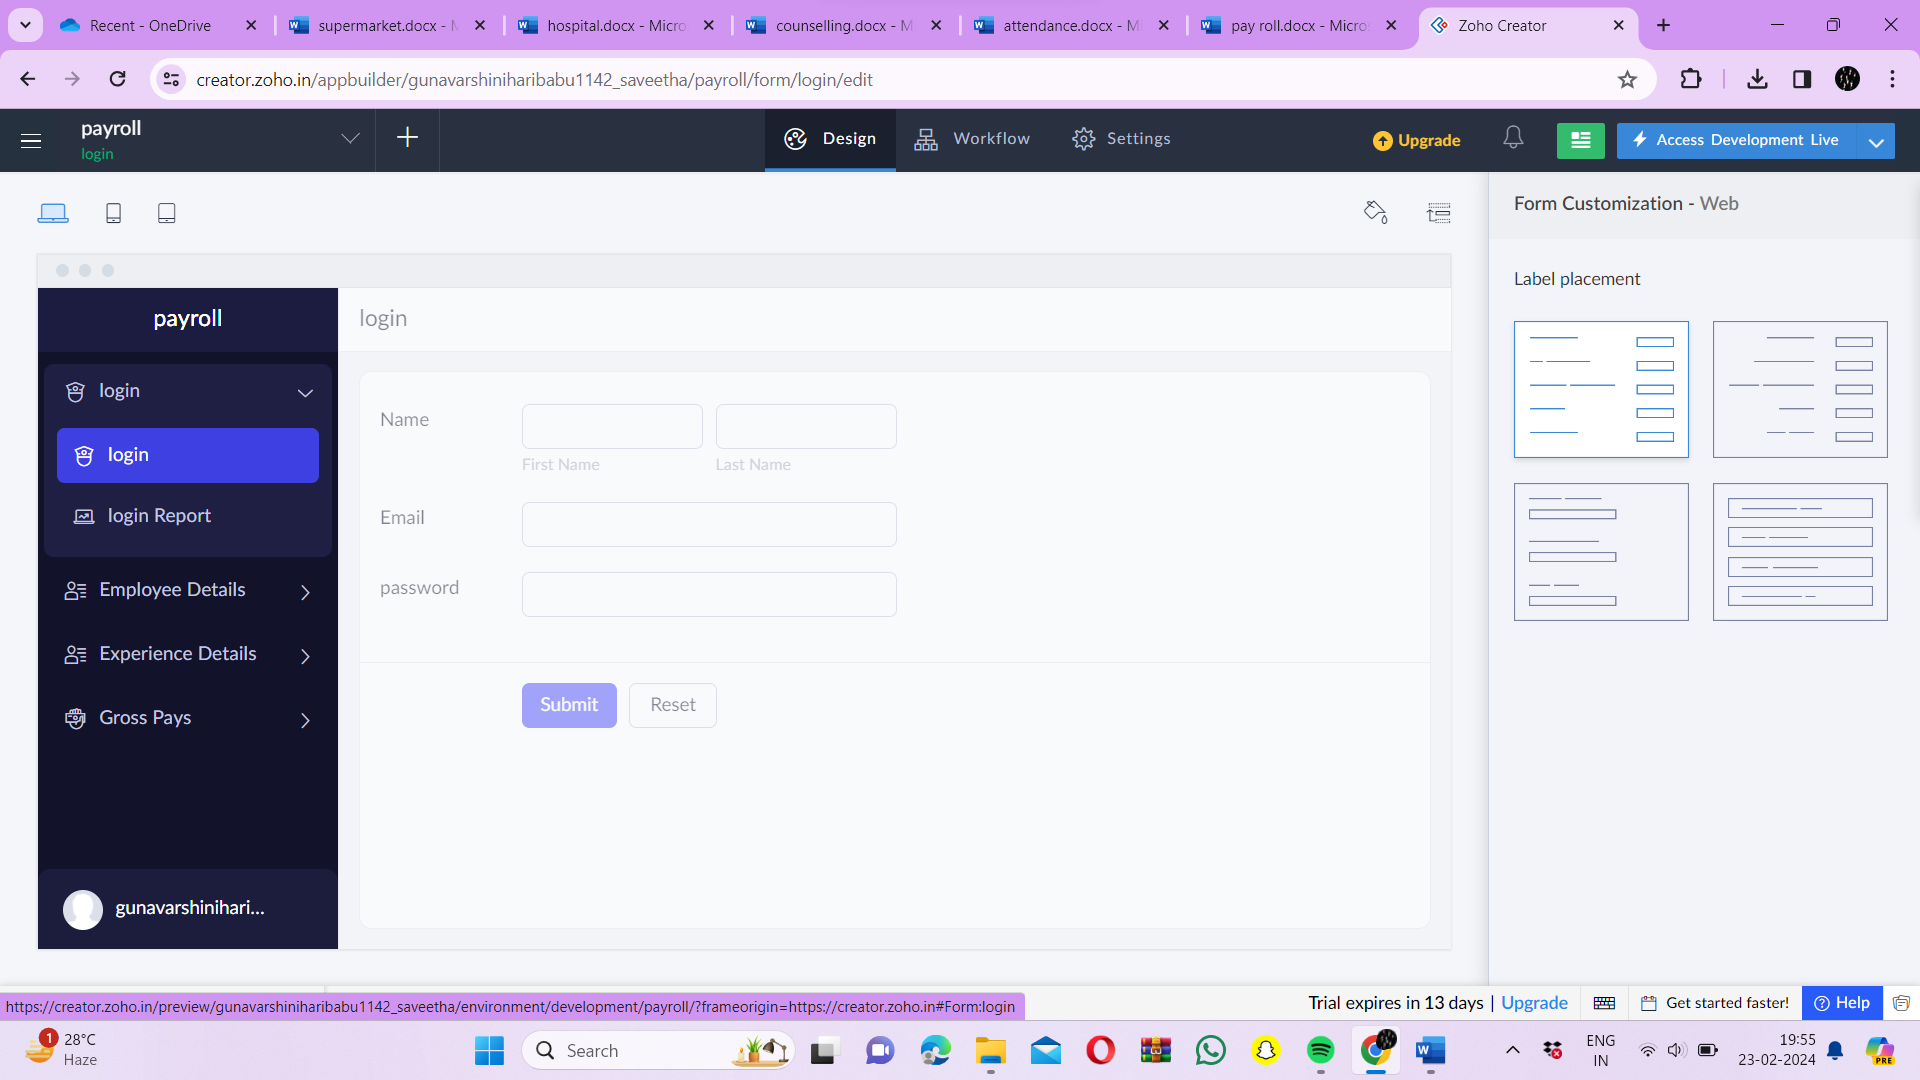 Recent - OneDrive
supermarket.docx - M
hospital.docx - Micro
counselling.docx - M
attendance.docx - Mi
pay roll.docx - Micro
Zoho Creator
creator.zoho.in/appbuilder/gunavarshiniharibabu1142_saveetha/payroll/form/login/edit
payroll
login
Design
Workflow
Settings
Upgrade
Access Development Live
Form Customization - Web
Label placement
payroll
login
login
login
login Report
Employee Details
Experience Details
Gross Pays
gunavarshinihari...
Name
First Name
Last Name
Email
password
Submit
Reset
https://creator.zoho.in/preview/gunavarshiniharibabu1142_saveetha/environment/development/payroll/?frameorigin=https://creator.zoho.in#Form:login
Trial expires in 13 days | Upgrade
Get started faster!
Help
1
28°C
Haze
Search
ENG
IN
19:55
23-02-2024
PRE